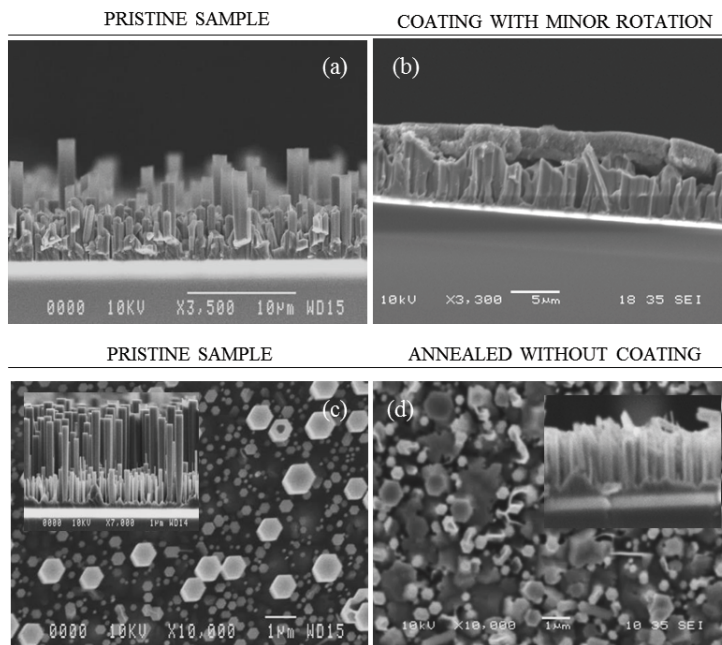 PRISTINE SAMPLE
COATING WITH MINOR ROTATION
(a)
0000 10KV X3,500 10µm WD15
(b)
10kV X3,300 5µm 18 35 SEI
PRISTINE SAMPLE
ANNEALED WITHOUT COATING
(c)
0000 10KV X7,000 1µm WD14
0000 10KV X10,000 1µm WD15
(d)
10kV X10,000 1µm 10 35 SEI